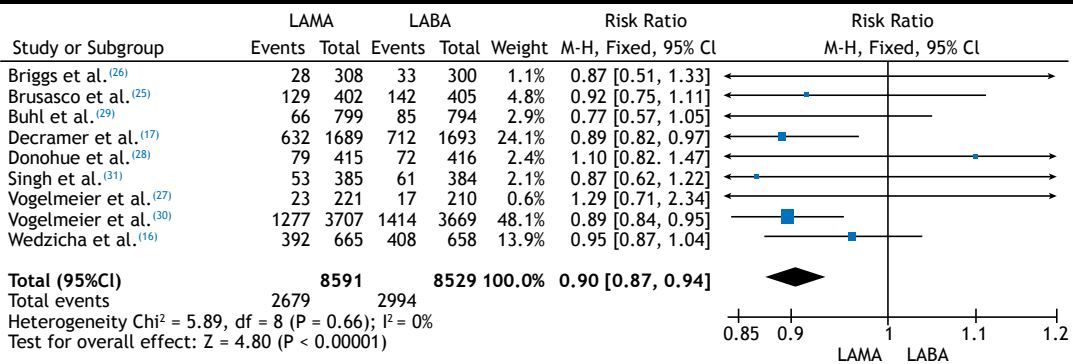 LAMA LABA Risk Ratio Risk Ratio
Study or Subgroup Events Total Events Total Weight M-H, Fixed, 95% CI M-H, Fixed, 95% CI
Briggs et al.(26) 28 308 33 300 1.1% 0.87 [0.51, 1.33]
Brusasco et al.(25) 129 402 142 405 4.8% 0.92 [0.75, 1.11]
Buhl et al.(29) 66 799 85 794 2.9% 0.77 [0.57, 1.05]
Decramer et al.(17) 632 1689 712 1693 24.1% 0.89 [0.82, 0.97]
Donohue et al.(28) 79 415 72 416 2.4% 1.10 [0.82. 1.47]
Singh et al.(31) 53 385 61 384 2.1% 0.87 [0.62, 1.22]
Vogelmeier et al.(27) 23 221 17 210 0.6% 1.29 [0.71, 2.34]
Vogelmeier et al.(30) 1277 3707 1414 3669 48.1% 0.89 [0.84, 0.95]
Wedzicha et al.(16) 392 665 408 658 13.9% 0.95 [0.87, 1.04]
Total (95%CI) 8591 8529 100.0% 0.90 [0.87, 0.94]
Total events 2679 2994
Heterogeneity Chi² = 5.89, df = 8 (P = 0.66); I² = 0%
Test for overall effect: Z = 4.80 (P < 0.00001)
0.85 0.9 1 1.1 1.2
LAMA LABA